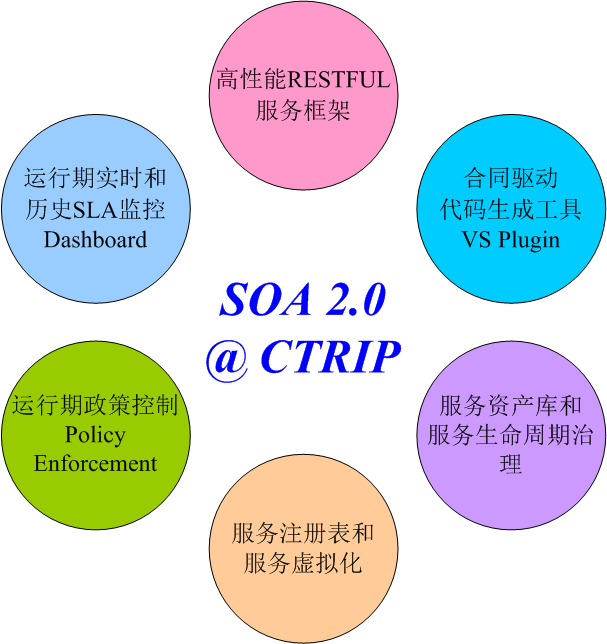 高性能RESTFUL
服务框架
运行期实时和
历史SLA监控
Dashboard
合同驱动
代码生成工具
VS Plugin
SOA 2.0
@ CTRIP
运行期政策控制
Policy
Enforcement
服务资产库和
服务生命周期治
理
服务注册表和
服务虚拟化